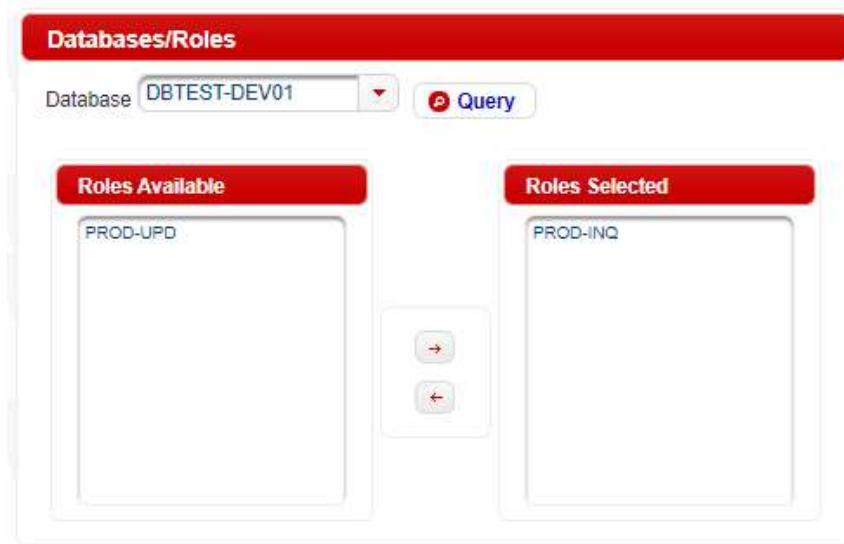 Databases/Roles
Database DBTEST-DEV01 Query
Roles Available
PROD-UPD
Roles Selected
PROD-INQ